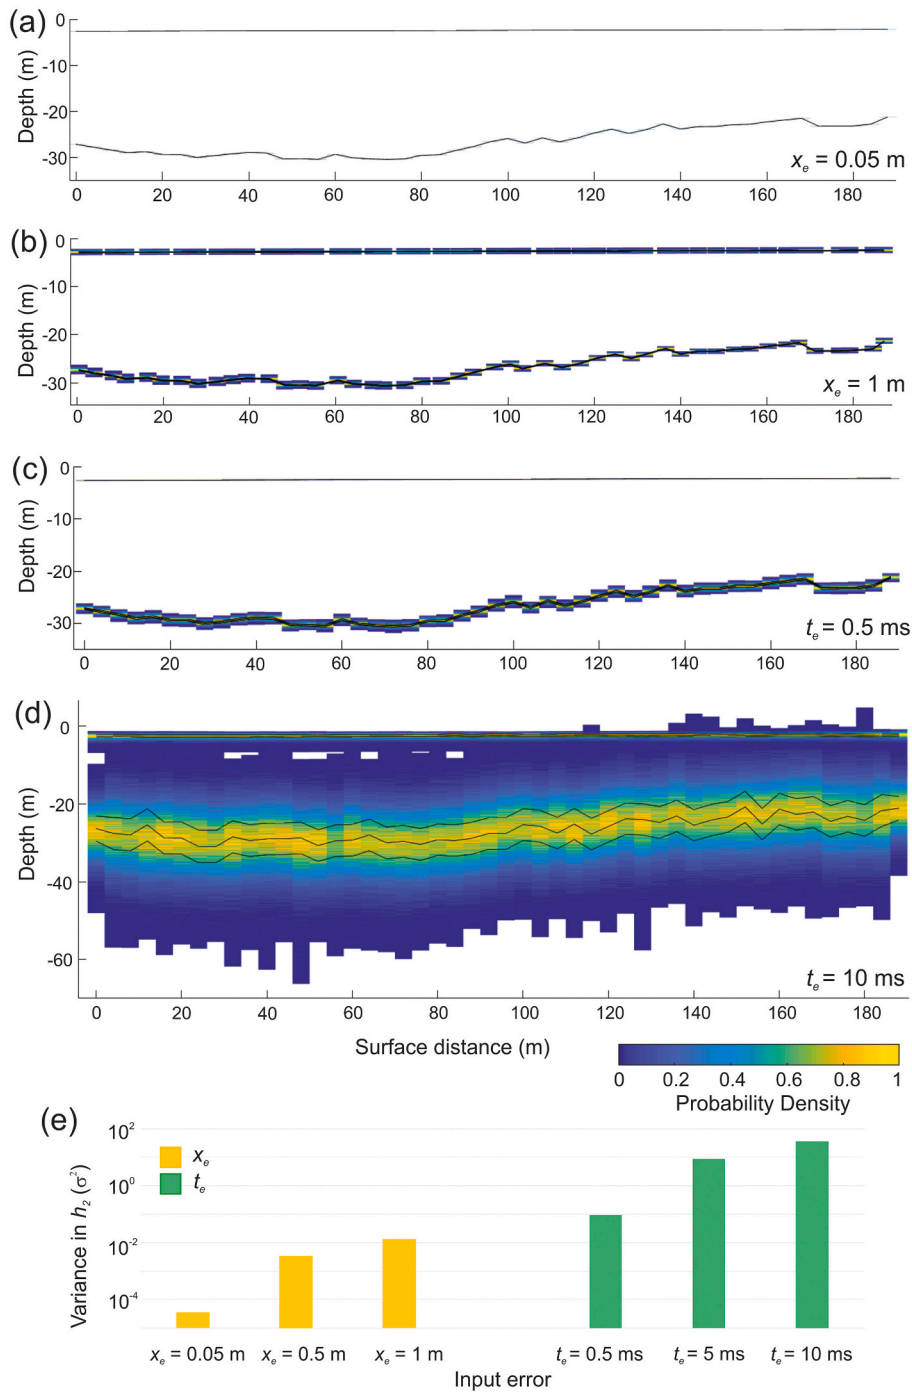 (a)
0
-10
-20
-30
Depth (m)
xₑ = 0.05 m
0 20 40 60 80 100 120 140 160 180
(b)
0
-10
-20
-30
Depth (m)
xₑ = 1 m
0 20 40 60 80 100 120 140 160 180
(c)
0
-10
-20
-30
Depth (m)
tₑ = 0.5 ms
0 20 40 60 80 100 120 140 160 180
(d)
0
-20
-40
-60
Depth (m)
tₑ = 10 ms
0 20 40 60 80 100 120 140 160 180
Surface distance (m)
0 0.2 0.4 0.6 0.8 1
Probability Density
(e)
10²
10⁰
10⁻²
10⁻⁴
Variance in h₂ (σ²)
xₑ
tₑ
xₑ = 0.05 m xₑ = 0.5 m xₑ = 1 m tₑ = 0.5 ms tₑ = 5 ms tₑ = 10 ms
Input error